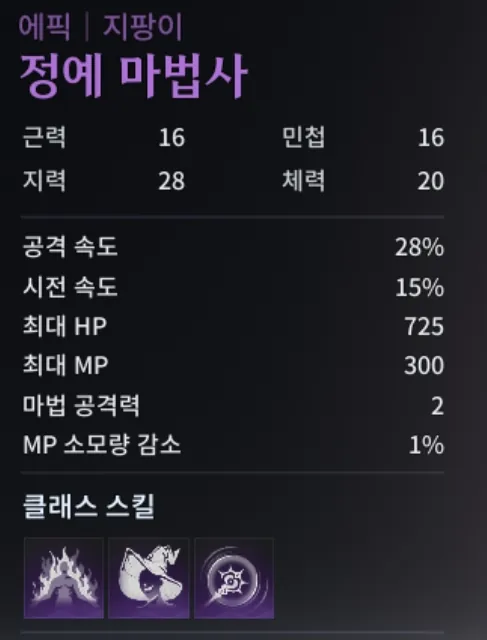 에픽 | 지팡이
정예 마법사
근력 16 민첩 16
지력 28 체력 20
공격 속도 28%
시전 속도 15%
최대 HP 725
최대 MP 300
마법 공격력 2
MP 소모량 감소 1%
클래스 스킬